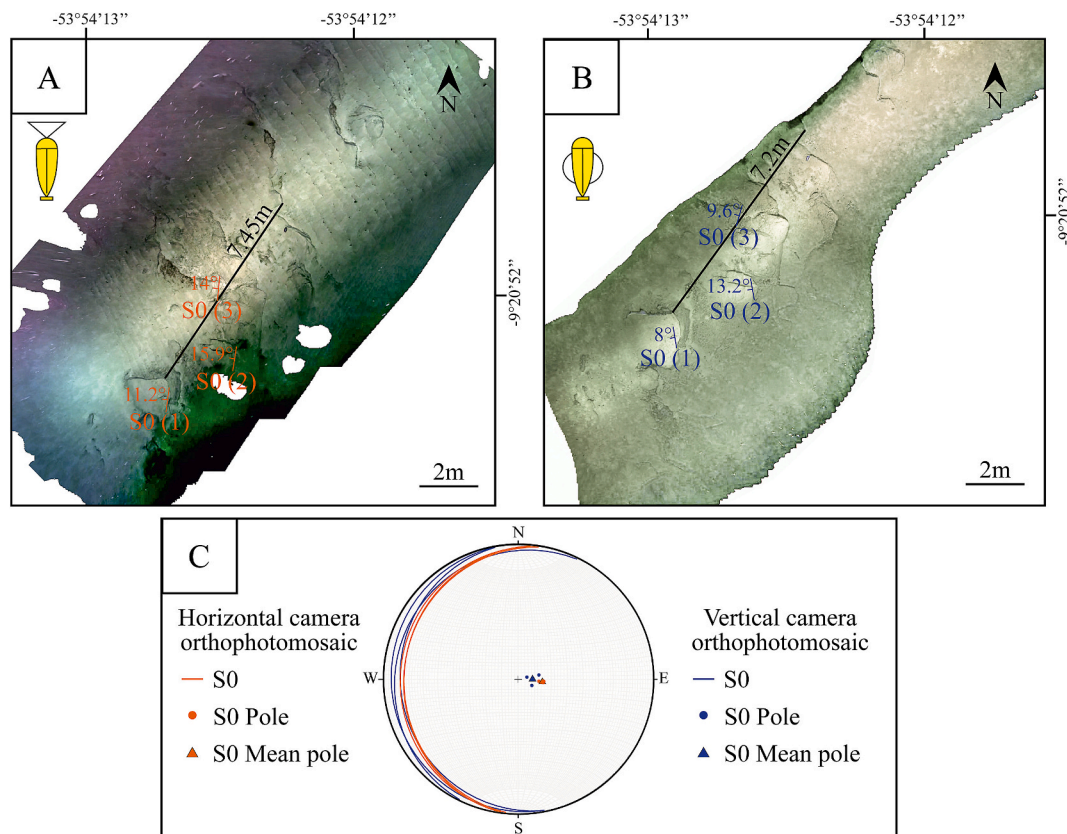 -53°54’13”
-53°54’12”
-53°54’13”
-53°54’12”
A
N
7.45m
14°
S0 (3)
S0 (2)
11.2°
S0 (1)
2m
-9°20’52”
B
N
7.2m
9.6°
S0 (3)
13.2°
S0 (2)
8°
S0 (1)
2m
-9°20’52”
C
N
W
E
S
Horizontal camera
orthophotomosaic
S0
S0 Pole
S0 Mean pole
Vertical camera
orthophotomosaic
S0
S0 Pole
S0 Mean pole